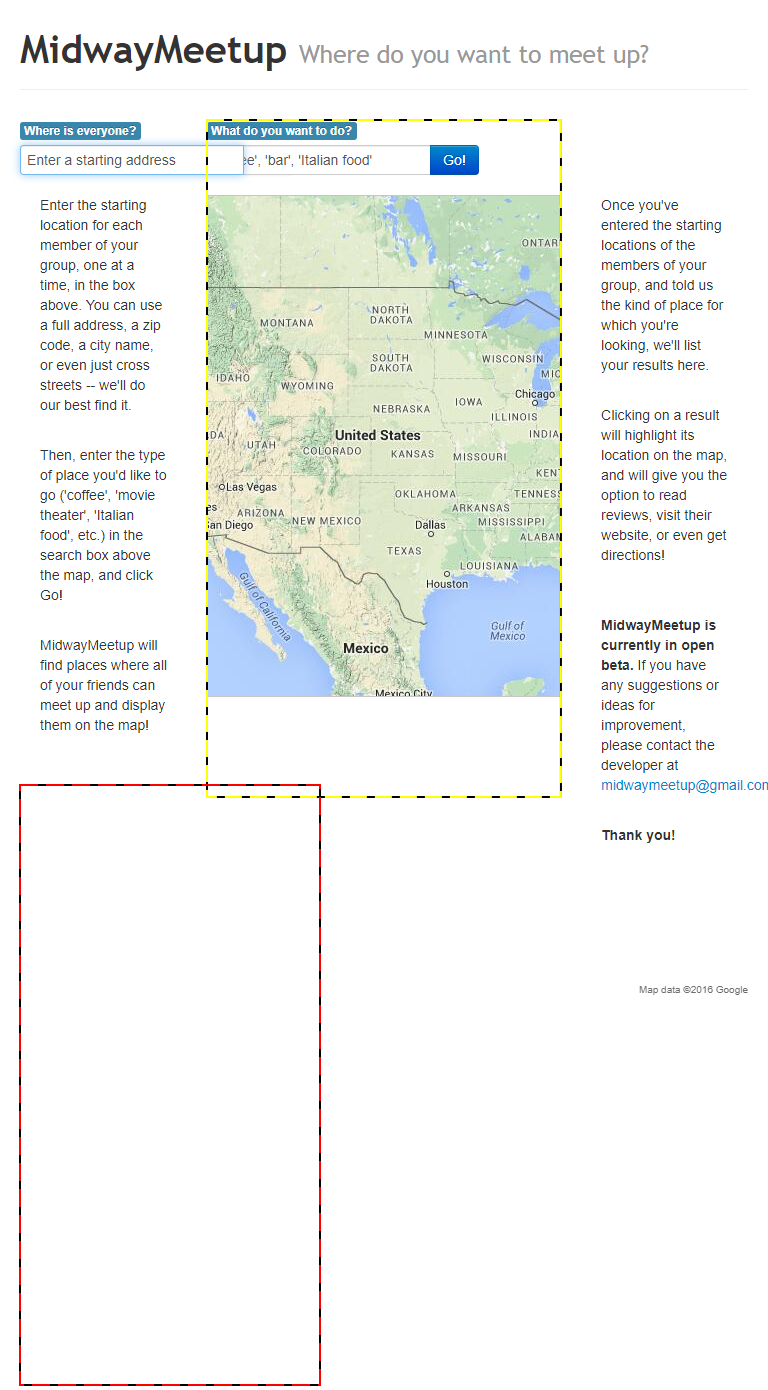 MidwayMeetup Where do you want to meet up?
Where is everyone?
What do you want to do?
Enter a starting address
'bar', 'Italian food'
Go!
Enter the starting
location for each
member of your
group, one at a
time, in the box
above. You can use
a full address, a zip
code, a city name,
or even just cross
streets -- we'll do
our best find it.
Then, enter the type
of place you'd like to
go ('coffee', 'movie
theater', 'Italian
food', etc.) in the
search box above
the map, and click
Go!
MidwayMeetup will
find places where all
of your friends can
meet up and display
them on the map!
ONTAR
MONTANA
NORTH
DAKOTA
MINNESOTA
SOUTH
DAKOTA
WISCONSIN
MIC
IDAHO
WYOMING
Chicago
NEBRASKA
IOWA
ILLINOIS
United States
INDIA
DA
UTAH
COLORADO
KANSAS
MISSOURI
KEN
Las Vegas
OKLAHOMA
TENNES
ARKANSAS
ARIZONA
NEW MEXICO
MISSISSIPPI
San Diego
Dallas
ALABAM
TEXAS
LOUISIANA
Houston
Gulf of California
Gulf of
Mexico
Mexico
Mexico City
Once you've
entered the starting
locations of the
members of your
group, and told us
the kind of place for
which you're
looking, we'll list
your results here.
Clicking on a result
will highlight its
location on the map,
and will give you the
option to read
reviews, visit their
website, or even get
directions!
MidwayMeetup is
currently in open
beta. If you have
any suggestions or
ideas for
improvement,
please contact the
developer at
midwaymeetup@gmail.com
Thank you!
Map data ©2016 Google